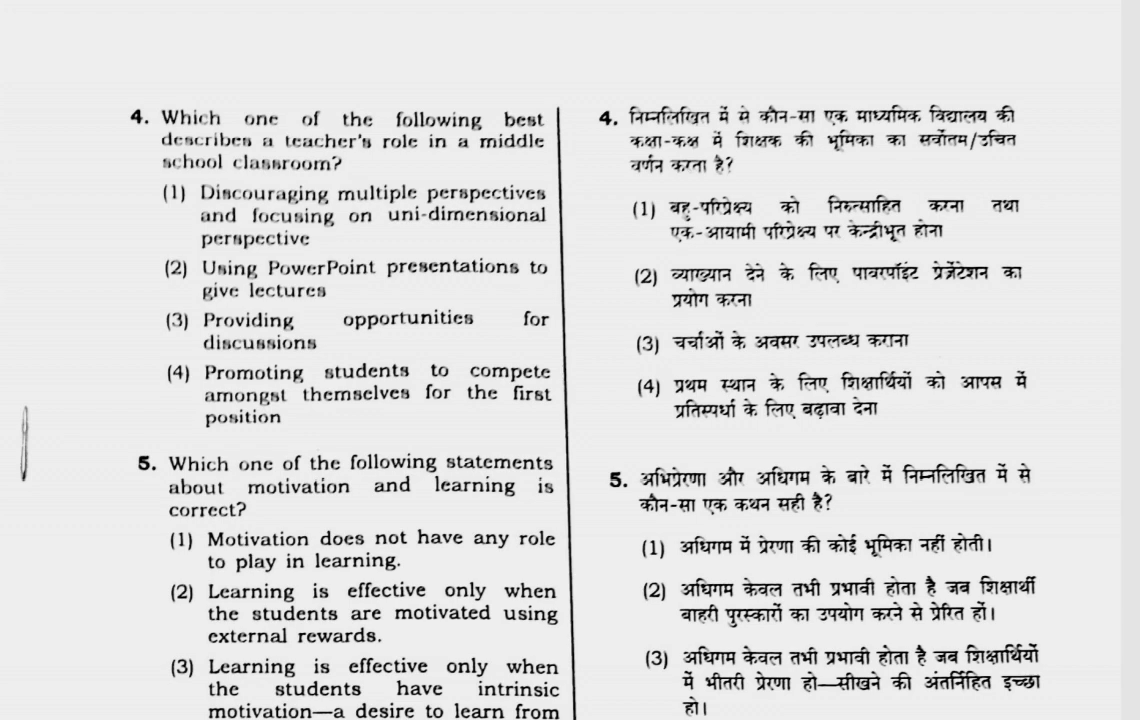 4. Which one of the following best
describes a teacher's role in a middle
school classroom?
(1) Discouraging multiple perspectives
and focusing on uni-dimensional
perspective
(2) Using PowerPoint presentations to
give lectures
(3) Providing opportunities for
discussions
(4) Promoting students to compete
amongst themselves for the first
position
5. Which one of the following statements
about motivation and learning is
correct?
(1) Motivation does not have any role
to play in learning.
(2) Learning is effective only when
the students are motivated using
external rewards.
(3) Learning is effective only when
the students have intrinsic
motivation—a desire to learn from
4. निम्नलिखित में से कौन-सा एक माध्यमिक विद्यालय की
कक्षा-कक्ष में शिक्षक की भूमिका का सर्वोतम/उचित
वर्णन करता है?
(1) बहु-परिप्रेक्ष्य को निरुत्साहित करना तथा
एक-आयामी परिप्रेक्ष्य पर केन्द्रीभूत होना
(2) व्याख्यान देने के लिए पावरपॉइंट प्रेज़ेंटेशन का
प्रयोग करना
(3) चर्चाओं के अवसर उपलब्ध कराना
(4) प्रथम स्थान के लिए शिक्षार्थियों को आपस में
प्रतिस्पर्धा के लिए बढ़ावा देना
5. अभिप्रेरणा और अधिगम के बारे में निम्नलिखित में से
कौन-सा एक कथन सही है?
(1) अधिगम में प्रेरणा की कोई भूमिका नहीं होती।
(2) अधिगम केवल तभी प्रभावी होता है जब शिक्षार्थी
बाहरी पुरस्कारों का उपयोग करने से प्रेरित हों।
(3) अधिगम केवल तभी प्रभावी होता है जब शिक्षार्थियों
में भीतरी प्रेरणा हो—सीखने की अंतर्निहित इच्छा
हो।